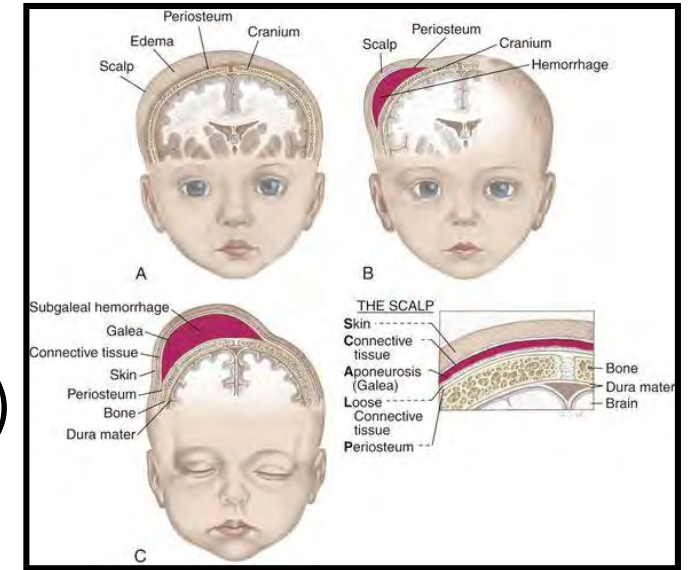 Periosteum
Edema
Cranium
Scalp
A
Periosteum
Scalp
Cranium
Hemorrhage
B
Subgaleal hemorrhage
Galea
Connective tissue
Skin
Periosteum
Bone
Dura mater
C
THE SCALP
Skin
Connective
tissue
Aponeurosis
(Galea)
Loose
Connective
tissue
Periosteum
Bone
Dura mater
Brain
)